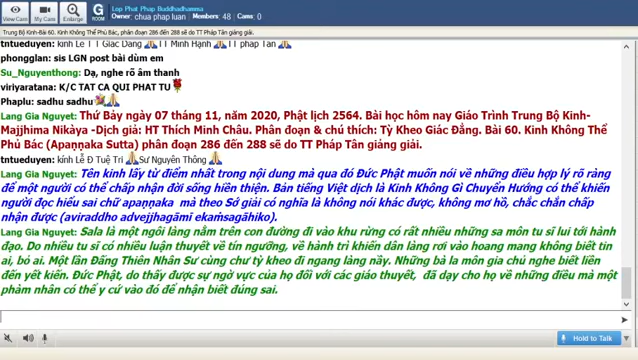 Lop Phat Phap Buddhadhamma
Owner: chua phap luan Members: 48 Cams: 0
View Cam
My Cam
Enlarge
G
ROOM
Trung Bộ Kinh-Bài 60. Kinh Không Thể Phủ Bác, phân đoạn 286 đến 288 sẽ do TT Pháp Tân giảng giải.
tntueduyen: kính Lễ T T Giác Đẳng TT Minh Hạnh TT pháp Tân
phonglan: sis LGN post bài dùm em
Su_Nguyenthong: Dạ, nghe rõ âm thanh
viriyaratana: K/C TAT CA QUI PHAT TU
Phaplu: sadhu sadhu
Lang Gia Nguyet: Thứ Bảy ngày 07 tháng 11, năm 2020, Phật lịch 2564. Bài học hôm nay Giáo Trình Trung Bộ Kinh-
Majjhima Nikàya -Dịch giả: HT Thích Minh Châu. Phân đoạn & chú thích: Tỳ Kheo Giác Đẳng. Bài 60. Kinh Không Thể
Phủ Bác (Apaṇṇaka Sutta) phân đoạn 286 đến 288 sẽ do TT Pháp Tân giảng giải.
tntueduyen: kính Lễ Đ Tuệ Tri Sư Nguyên Thông
Lang Gia Nguyet: Tên kinh lấy từ điểm nhất trong nội dung mà qua đó Đức Phật muốn nói về những điều hợp lý rõ ràng
để một người có thể chấp nhận đời sống hiền thiện. Bản tiếng Việt dịch là Kinh Không Gì Chuyển Hướng có thể khiến
người đọc hiểu sai chữ apaṇṇaka mà theo Sớ giải có nghĩa là không nói khác được, không mơ hồ, chắc chắn chấp
nhận được (aviraddho advejjhagāmī ekaṃsagāhiko).
Lang Gia Nguyet: Sala là một ngôi làng nằm trên con đường đi vào khu rừng có rất nhiều những sa môn tu sĩ lui tới hành
đạo. Do nhiều tu sĩ có nhiều luận thuyết về tín ngưỡng, về hành trì khiến dân làng rơi vào hoang mang không biết tin
ai, bỏ ai. Một lần Đấng Thiên Nhân Sư cùng chư tỳ kheo đi ngang làng nầy. Những bà la môn gia chủ nghe biết liền
đến yết kiến. Đức Phật, do thấy được sự ngờ vực của họ đối với các giáo thuyết, đã dạy cho họ về những điều mà một
phàm nhân có thể y cứ vào đó để nhận biết đúng sai.
Hold to Talk